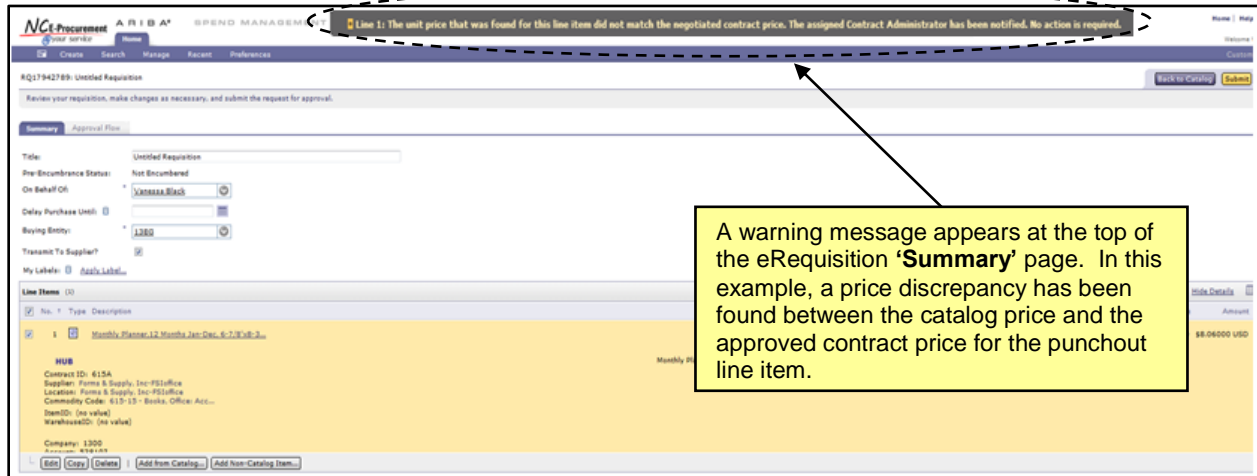 NC E-Procurement
@your service
ARIBA® SPEND MANAGEMENT
Line 1: The unit price that was found for this line item did not match the negotiated contract price. The assigned Contract Administrator has been notified. No action is required.
Home | Help
Welcome
Home
Create Search Manage Recent Preferences
Custom
RQ17942789: Untitled Requisition
Back to Catalog Submit
Review your requisition, make changes as necessary, and submit the request for approval.
Summary Approval Flow
Title: Untitled Requisition
Pre-Encumbrance Status: Not Encumbered
On Behalf Of: * Vanessa Black
Delay Purchase Until:
Buying Entity: * 1380
Transmit To Supplier?
My Labels: Apply Label...
A warning message appears at the top of
the eRequisition ‘Summary’ page. In this
example, a price discrepancy has been
found between the catalog price and the
approved contract price for the punchout
line item.
Line Items (1) Hide Details
No. ↑ Type Description Amount
1 Monthly Planner,12 Months Jan-Dec, 6-7/8'x8-3... $8.06000 USD
HUB Monthly
Contract ID: 615A
Supplier: Forms & Supply, Inc-FSIoffice
Location: Forms & Supply, Inc-FSIoffice
Commodity Code: 615-15 - Books, Office: Acc...
ItemID: (no value)
WarehouseID: (no value)
Company: 1300
Edit Copy Delete | Add from Catalog... Add Non-Catalog Item...